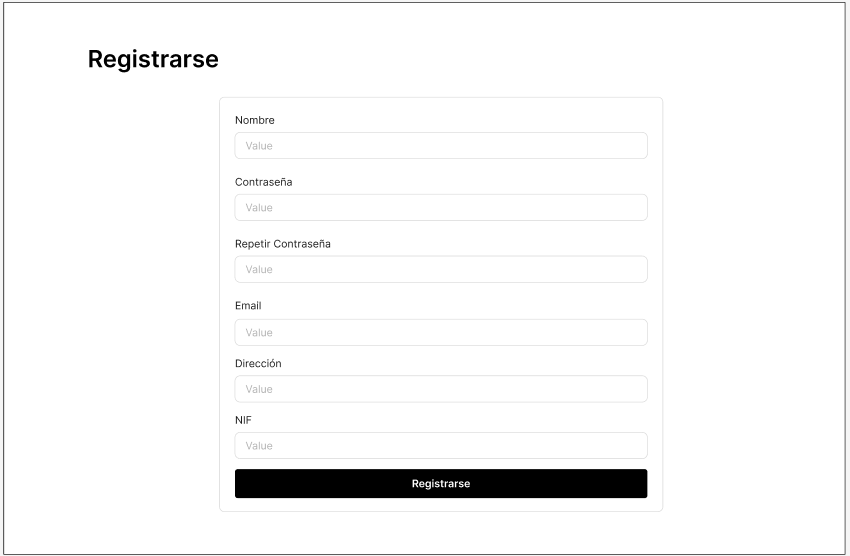 Registrarse
Nombre
Value
Contraseña
Value
Repetir Contraseña
Value
Email
Value
Dirección
Value
NIF
Value
Registrarse